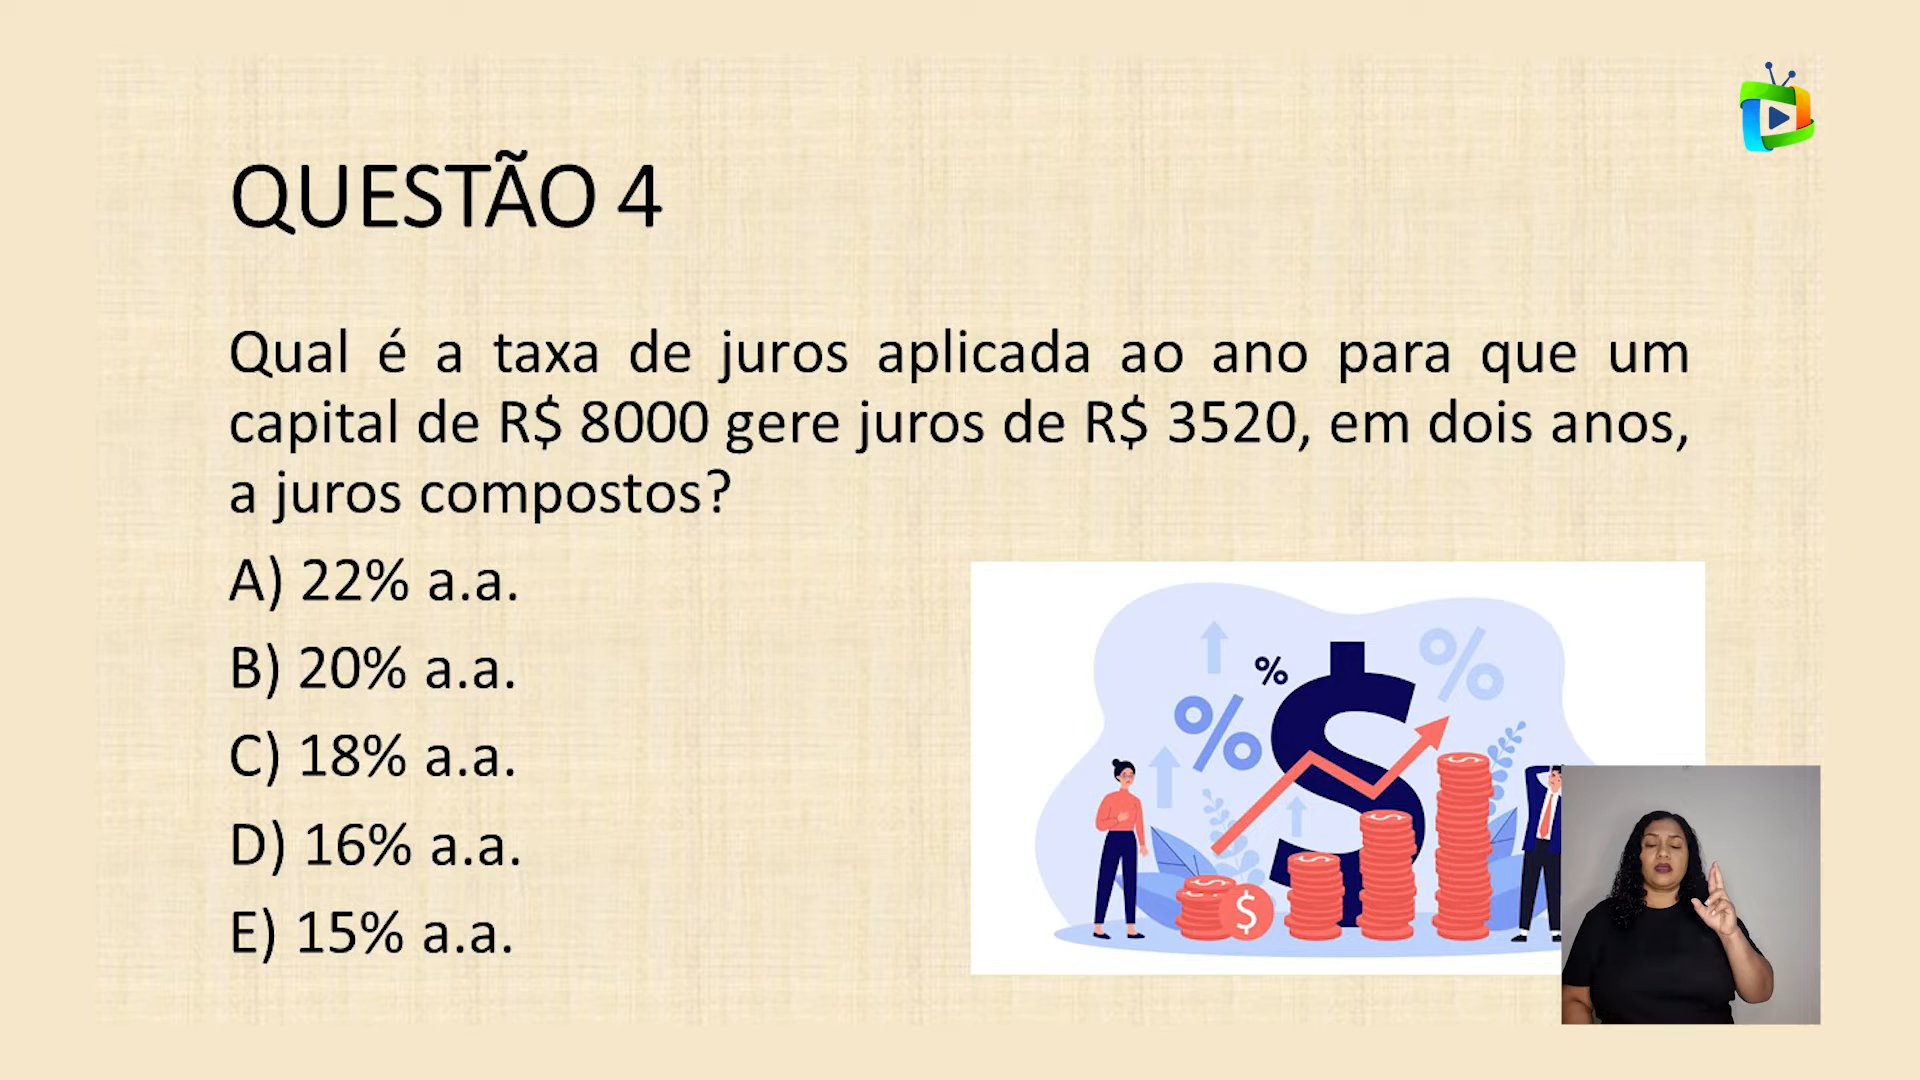 QUESTÃO 4
Qual é a taxa de juros aplicada ao ano para que um
capital de R$ 8000 gere juros de R$ 3520, em dois anos,
a juros compostos?
A) 22% a.a.
B) 20% a.a.
C) 18% a.a.
D) 16% a.a.
E) 15% a.a.